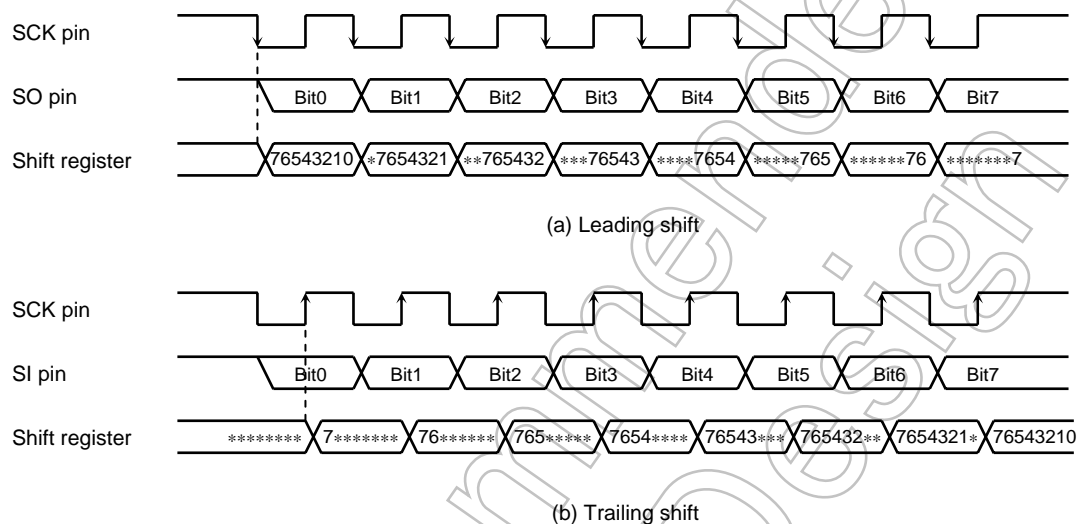 SCK pin
SO pin Bit0 Bit1 Bit2 Bit3 Bit4 Bit5 Bit6 Bit7
Shift register 76543210 *7654321 **765432 ***76543 ****7654 *****765 ******76 *******7
(a) Leading shift
SCK pin
SI pin Bit0 Bit1 Bit2 Bit3 Bit4 Bit5 Bit6 Bit7
Shift register ******** 7******* 76****** 765***** 7654**** 76543*** 765432** 7654321* 76543210
(b) Trailing shift
mmende
Design